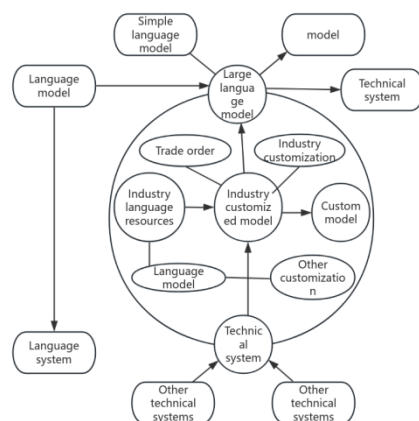 Simple
language
model
model
Language
model
Large
langua
ge
model
Technical
system
Trade order
Industry
customization
Industry
language
resources
Industry
customiz
ed model
Custom
model
Language
model
Other
customizatio
n
Language
system
Technic
al
system
Other
technical
systems
Other
technical
systems